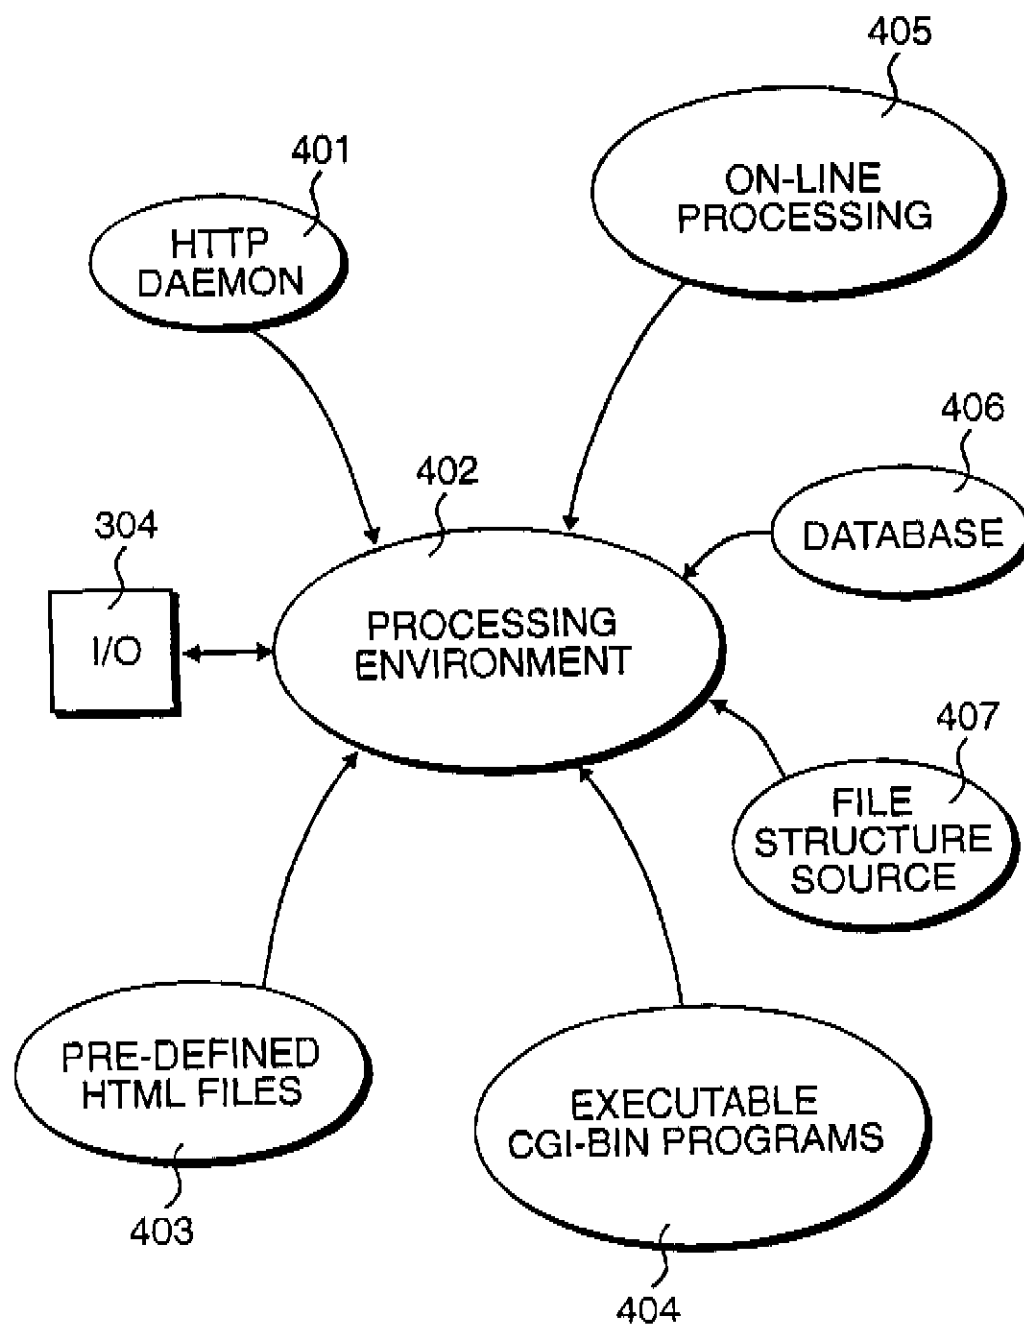 405
ON-LINE
PROCESSING
401
HTTP
DAEMON
406
DATABASE
402
PROCESSING
ENVIRONMENT
304
I/O
407
FILE
STRUCTURE
SOURCE
PRE-DEFINED
HTML FILES
403
EXECUTABLE
CGI-BIN PROGRAMS
404